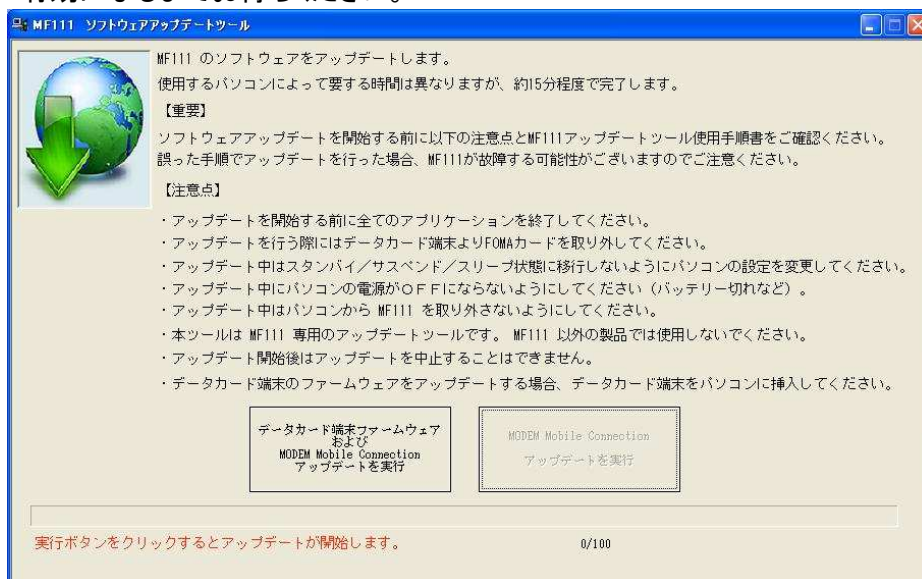 MF111 ソフトウェアアップデートツール
MF111 のソフトウェアをアップデートします。
使用するパソコンによって要する時間は異なりますが、約15分程度で完了します。
【重要】
ソフトウェアアップデートを開始する前に以下の注意点とMF111アップデートツール使用手順書をご確認ください。
誤った手順でアップデートを行った場合、MF111が故障する可能性がございますのでご注意ください。
【注意点】
・アップデートを開始する前に全てのアプリケーションを終了してください。
・アップデートを行う際にはデータカード端末よりFOMAカードを取り外してください。
・アップデート中はスタンバイ／サスペンド／スリープ状態に移行しないようにパソコンの設定を変更してください。
・アップデート中にパソコンの電源がＯＦＦにならないようにしてください（バッテリー切れなど）。
・アップデート中はパソコンから MF111 を取り外さないようにしてください。
・本ツールは MF111 専用のアップデートツールです。 MF111 以外の製品では使用しないでください。
・アップデート開始後はアップデートを中止することはできません。
・データカード端末のファームウェアをアップデートする場合、データカード端末をパソコンに挿入してください。
データカード端末ファームウェア
および
MODEM Mobile Connection
アップデートを実行
MODEM Mobile Connection
アップデートを実行
実行ボタンをクリックするとアップデートが開始します。
0/100